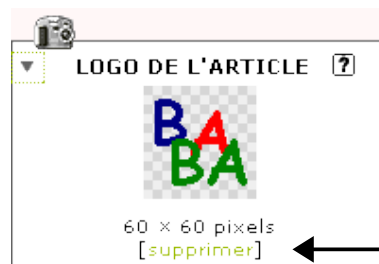 LOGO DE L'ARTICLE ?
BA
BA
60 × 60 pixels
[supprimer]